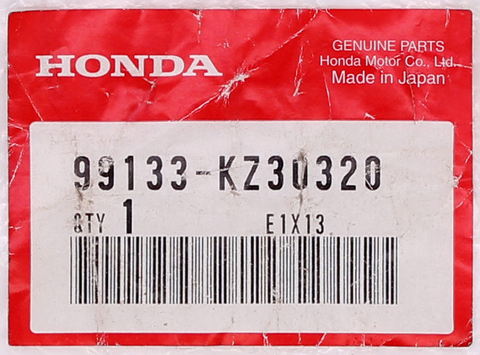 HONDA
GENUINE PARTS
Honda Motor Co., Ltd.
Made in Japan
99133-KZ30320
QTY 1 E1X13